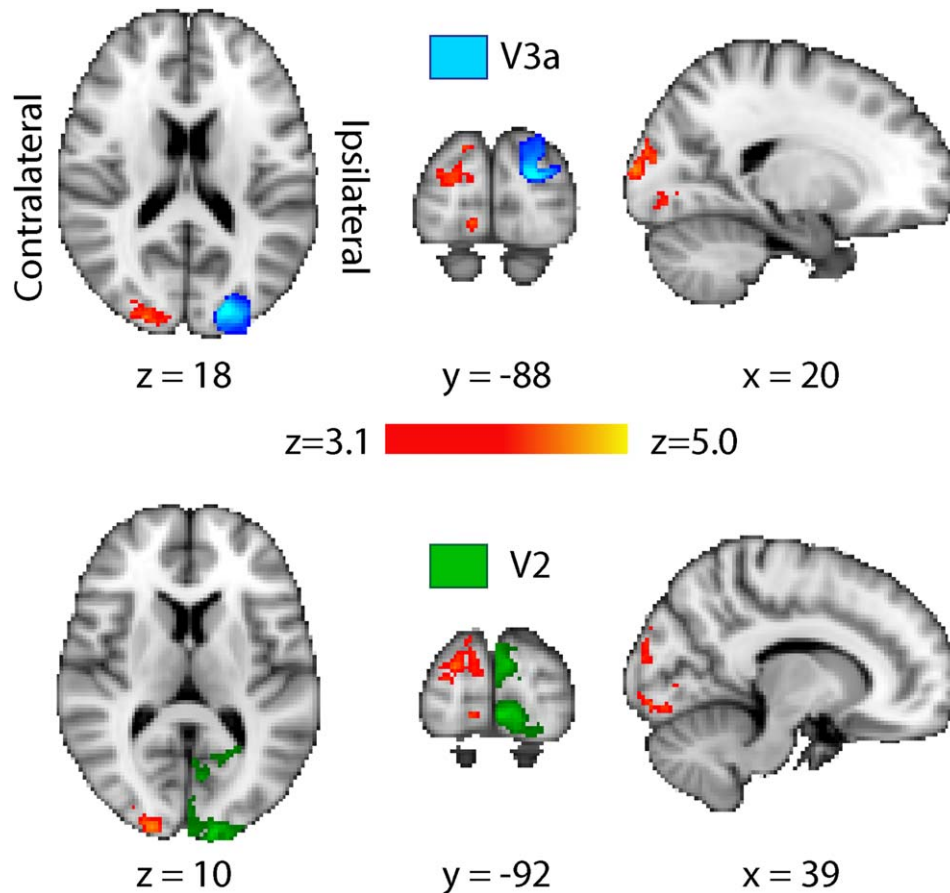 V3a
Contralateral
Ipsilateral
z = 18
y = -88
x = 20
z=3.1
z=5.0
V2
z = 10
y = -92
x = 39